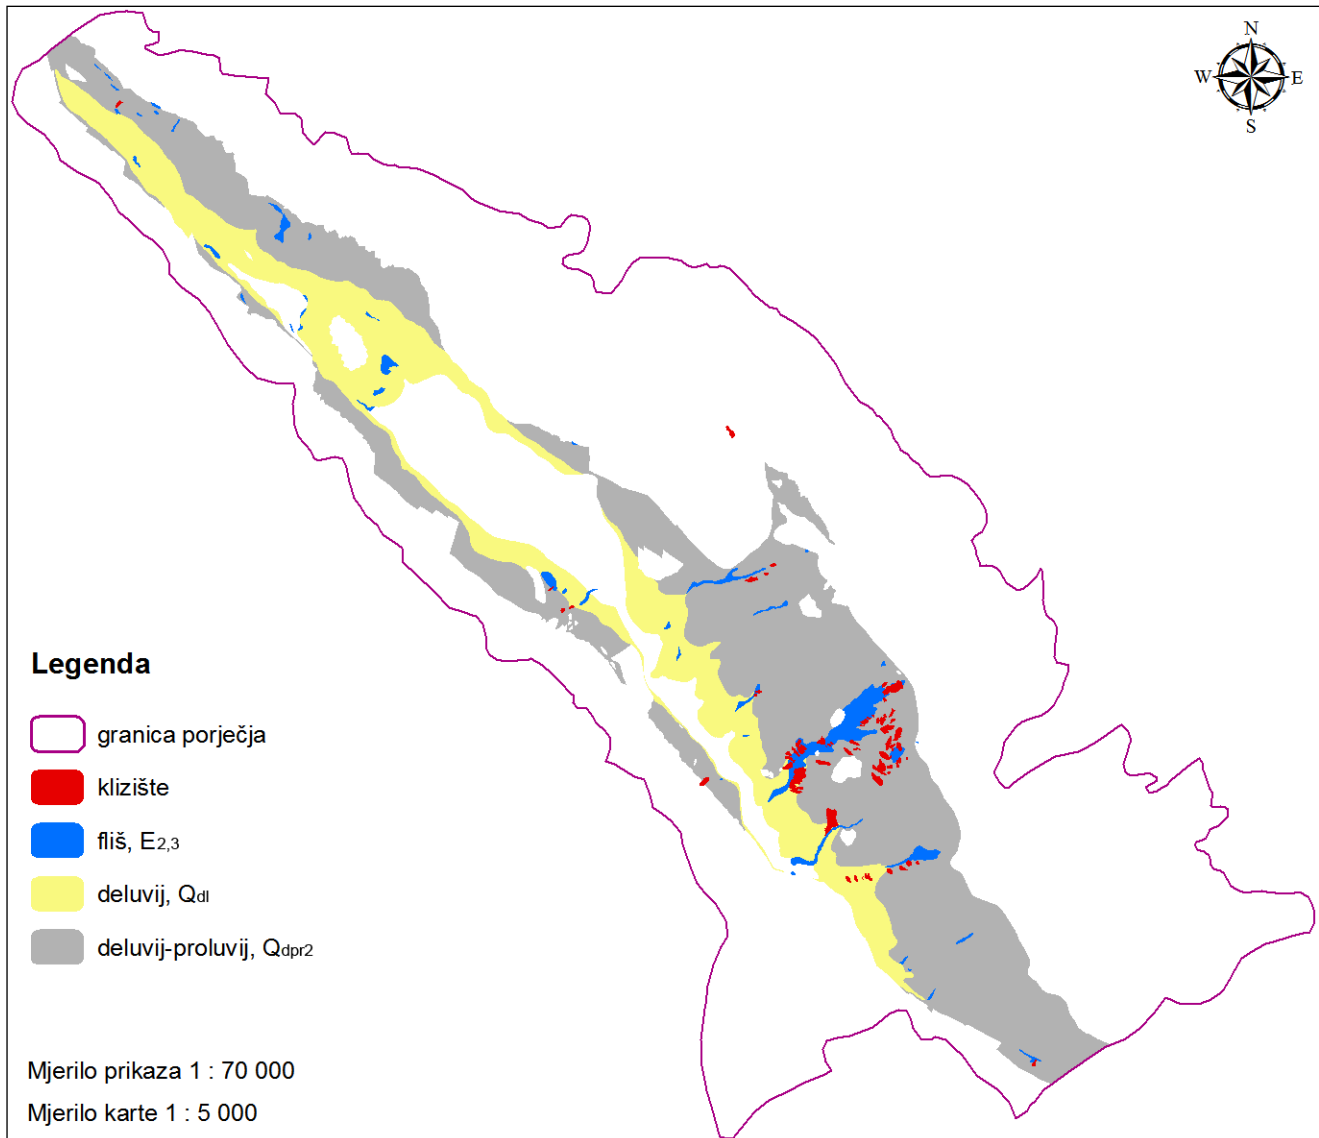 N
W E
S
Legenda
granica porječja
klizište
fliš, E2,3
deluvij, Qdl
deluvij-proluvij, Qdpr2
Mjerilo prikaza 1 : 70 000
Mjerilo karte 1 : 5 000